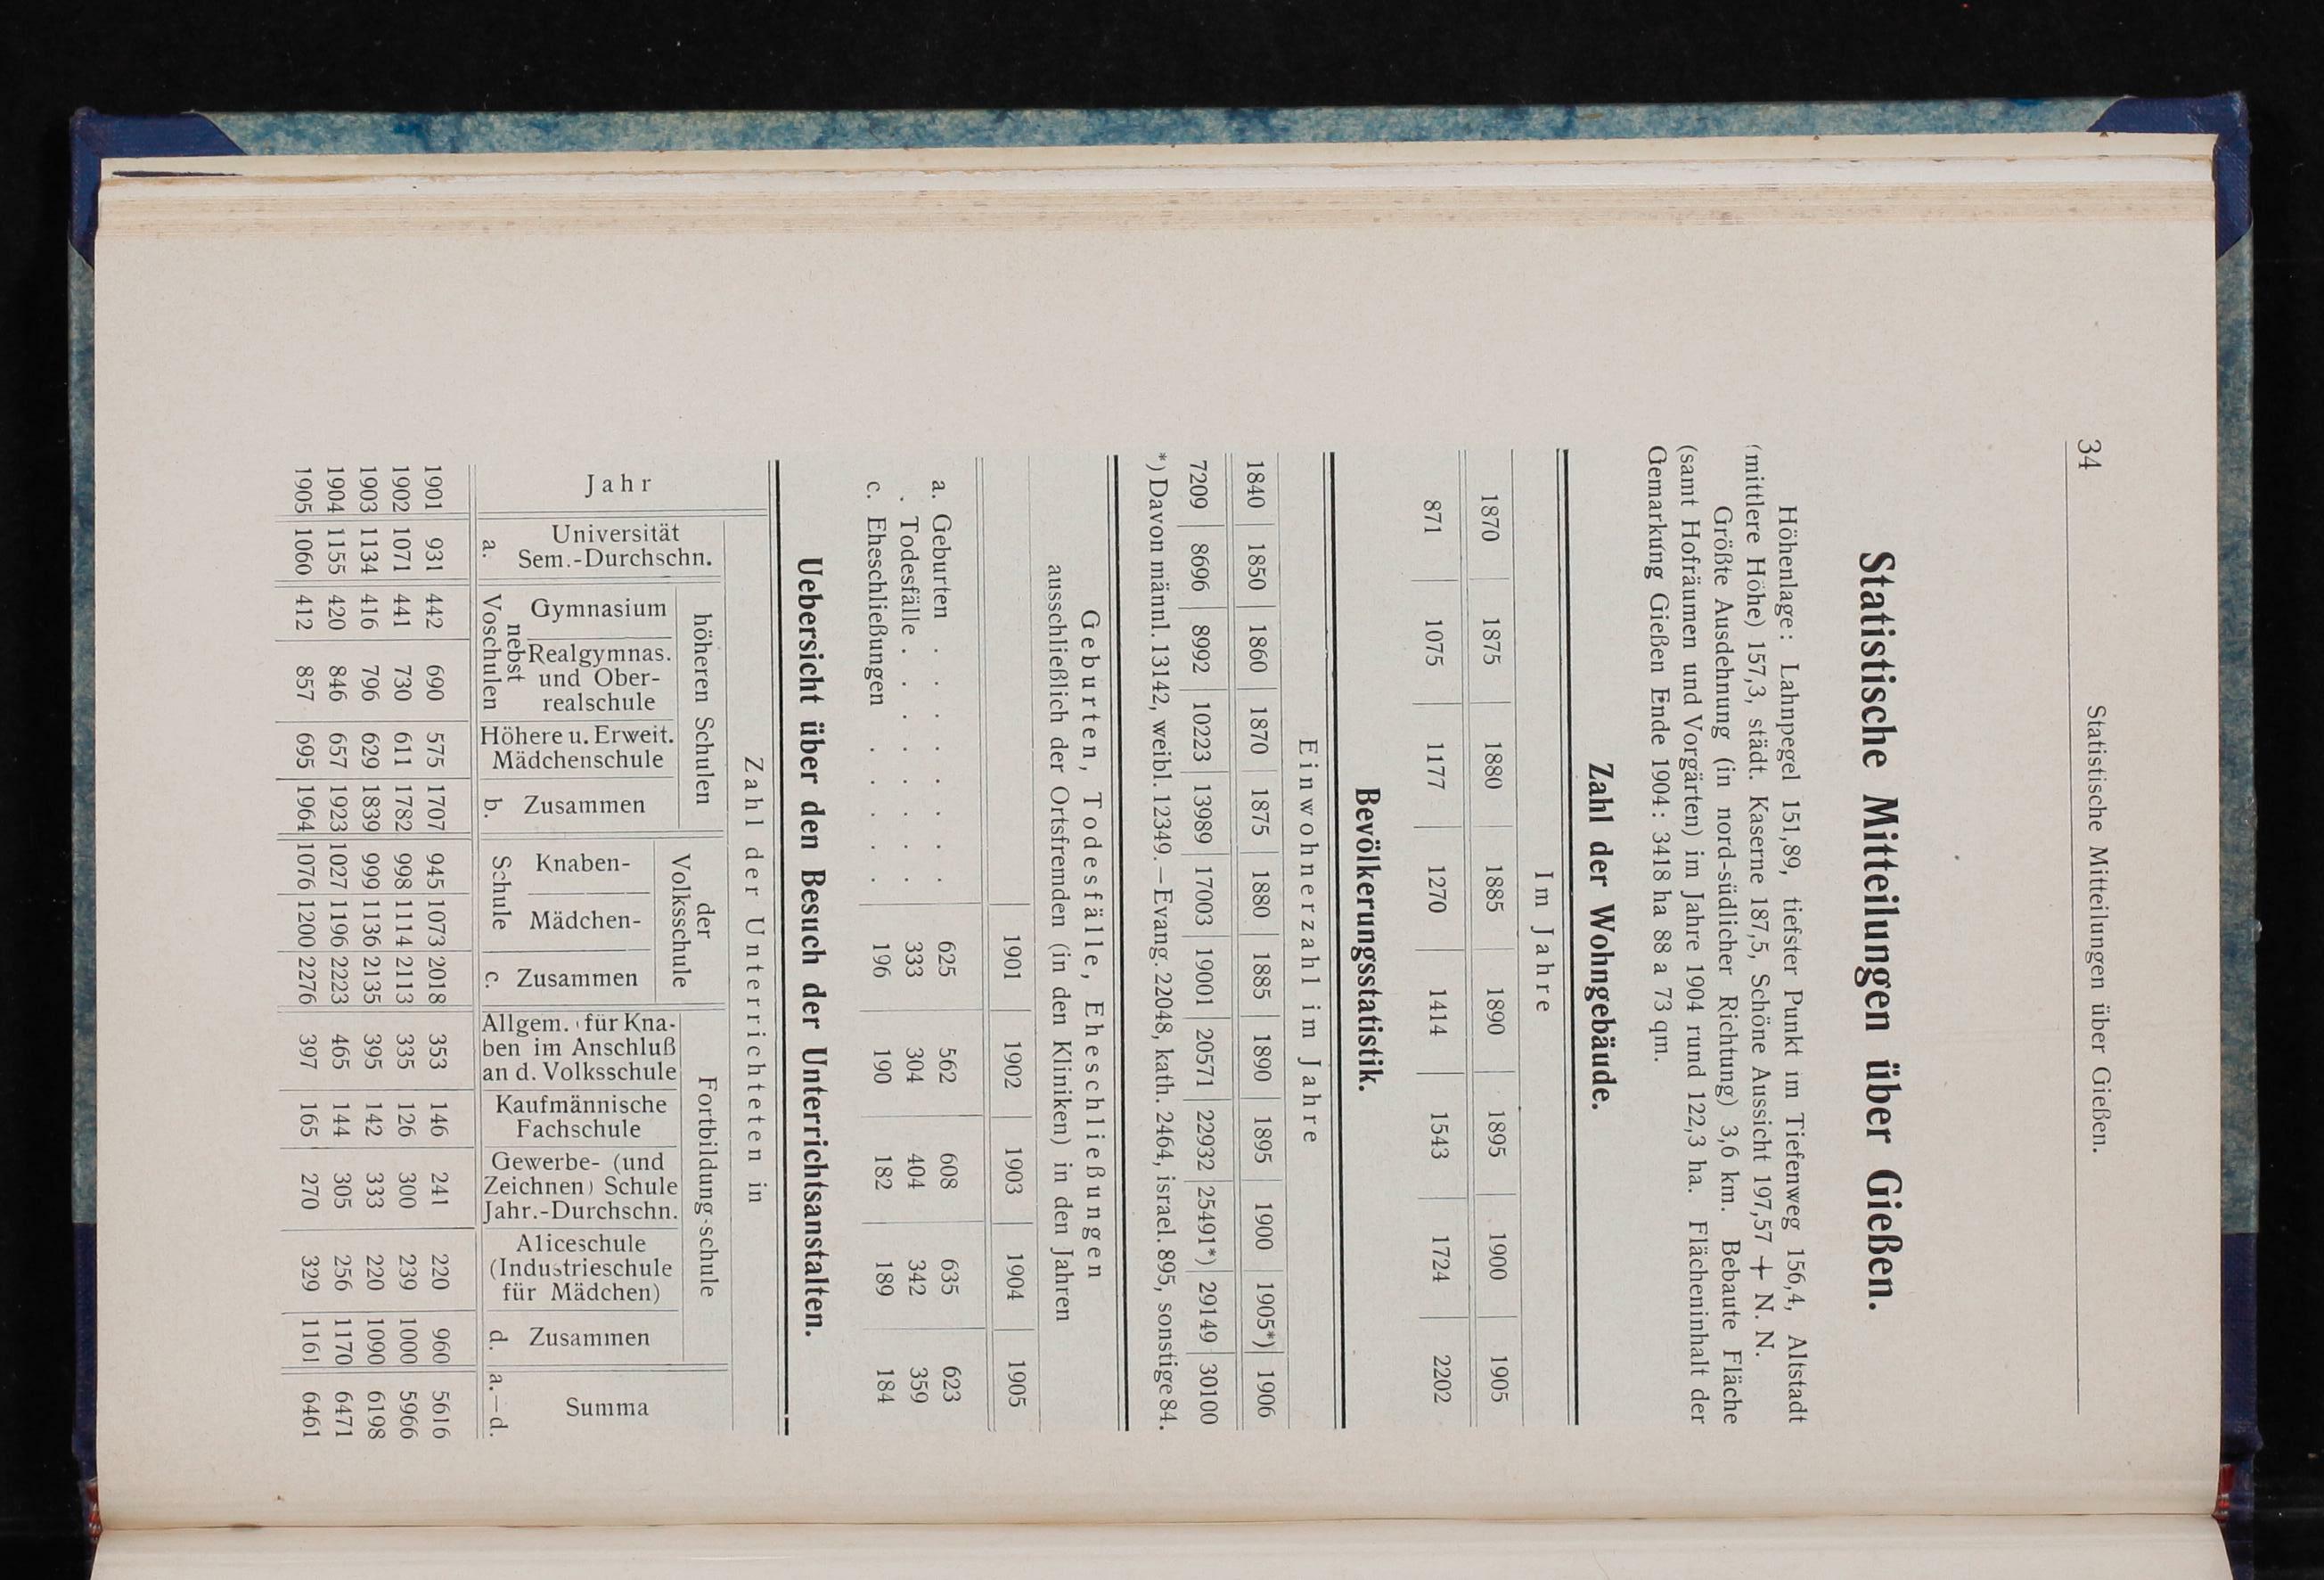 34 Statistische Mitteilungen über Gießen.
Statistische Mitteilungen über Gießen.
Höhenlage: Lahnpegel 151,89, tiefster Punkt im Tiefenweg 156,4, Altstadt
(mittlere Höhe) 157,3, städt. Kaserne 187,5, Schöne Aussicht 197,57 + N. N.
Größte Ausdehnung (in nord-südlicher Richtung) 3,6 km. Bebaute Fläche
(samt Hofräumen und Vorgärten) im Jahre 1904 rund 122,3 ha. Flächeninhalt der
Gemarkung Gießen Ende 1904: 3418 ha 88 a 73 qm.
Zahl der Wohngebäude.
Im Jahre
1870 1875 1880 1885 1890 1895 1900 1905
871 1075 1177 1270 1414 1543 1724 2202
Bevölkerungsstatistik.
Einwohnerzahl im Jahre
1840 1850 1860 1870 1875 1880 1885 1890 1895 1900 1905*) 1906
7209 8696 8992 10223 13989 17003 19001 20571 22932 25491*) 29149 30100
*) Davon männl. 13142, weibl. 12349. — Evang. 22048, kath. 2464, israel. 895, sonstige 84.
Geburten, Todesfälle, Eheschließungen
ausschließlich der Ortsfremden (in den Kliniken) in den Jahren
1901 1902 1903 1904 1905
a. Geburten . . . . . 625 562 608 635 623
. Todesfälle . . . . . . 333 304 404 342 359
c. Eheschließungen . . . . . 196 190 182 189 184
Uebersicht über den Besuch der Unterrichtsanstalten.
Zahl der Unterrichteten in
Jahr
Universität
Sem.-Durchschn.
a.
höheren Schulen
Gymnasium
Realgymnas.
und Ober-
realschule
nebst
Voschulen
Höhere u. Erweit.
Mädchenschule
Zusammen
b.
der
Volksschule
Knaben-
Mädchen-
Schule
Zusammen
c.
Fortbildungsschule
Allgem. für Kna-
ben im Anschluß
an d. Volksschule
Kaufmännische
Fachschule
Gewerbe- (und
Zeichnen) Schule
Jahr.-Durchschn.
Aliceschule
(Industrieschule
für Mädchen)
Zusammen
d.
Summa
a.—d.
1901 931 442 690 575 1707 945 1073 2018 353 146 241 220 960 5616
1902 1071 441 730 611 1782 998 1114 2113 335 126 300 239 1000 5966
1903 1134 416 796 629 1839 999 1136 2135 395 142 333 220 1090 6198
1904 1155 420 846 657 1923 1027 1196 2223 465 144 305 256 1170 6471
1905 1060 412 857 695 1964 1076 1200 2276 397 165 270 329 1161 6461